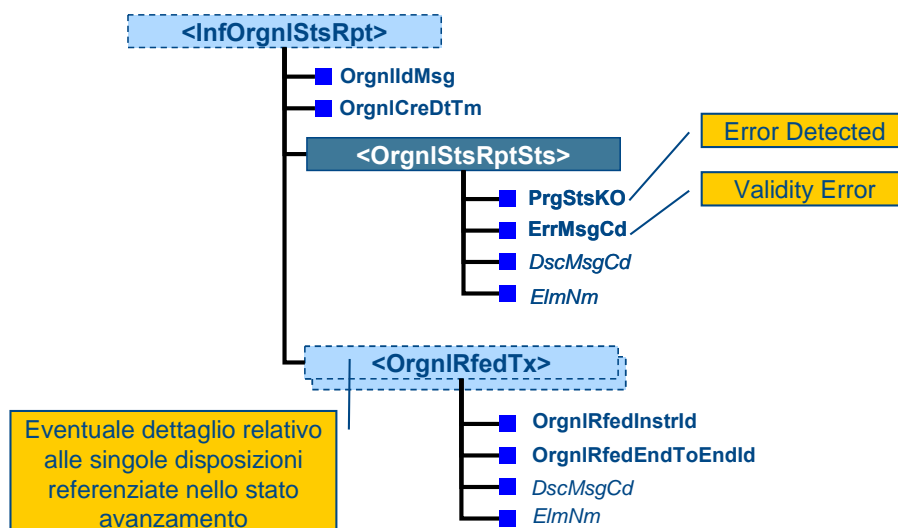 <InfOrgnlStsRpt>
OrgnlIdMsg
OrgnlCreDtTm
<OrgnlStsRptSts>
Error Detected
PrgStsKO
Validity Error
ErrMsgCd
DscMsgCd
ElmNm
<OrgnlRfedTx>
Eventuale dettaglio relativo
alle singole disposizioni
referenziate nello stato
avanzamento
OrgnlRfedInstrId
OrgnlRfedEndToEndId
DscMsgCd
ElmNm